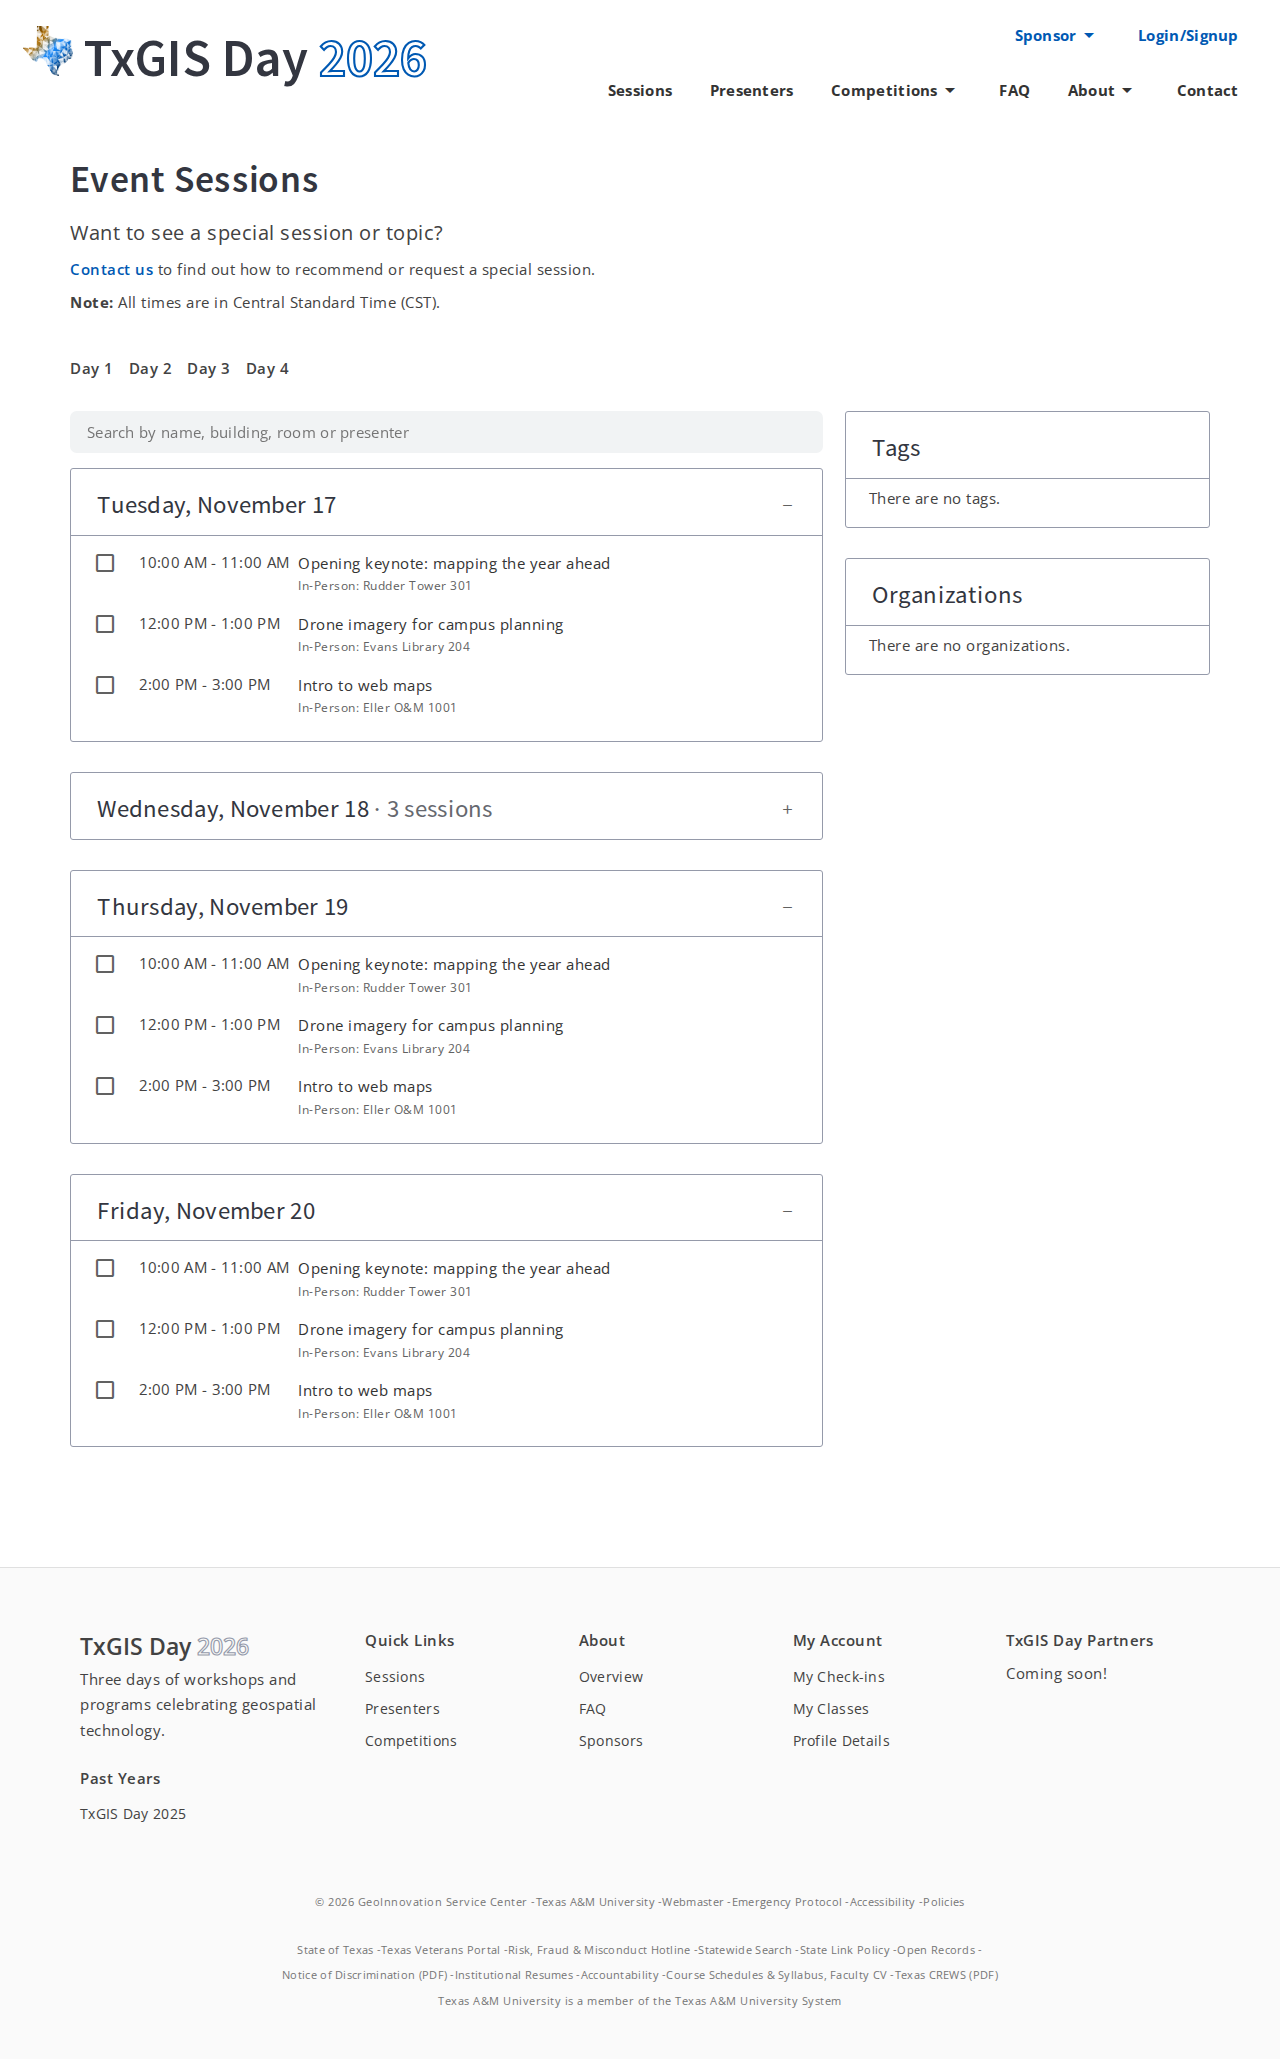 TxGIS Day 2026
Sponsor
Login/Signup
Sessions
Presenters
Competitions
FAQ
About
Contact
Event Sessions
Want to see a special session or topic?
Contact us to find out how to recommend or request a special session.
Note: All times are in Central Standard Time (CST).
Day 1
Day 2
Day 3
Day 4
Search by name, building, room or presenter
Tuesday, November 17 −
10:00 AM - 11:00 AM Opening keynote: mapping the year ahead
In-Person: Rudder Tower 301
12:00 PM - 1:00 PM Drone imagery for campus planning
In-Person: Evans Library 204
2:00 PM - 3:00 PM Intro to web maps
In-Person: Eller O&M 1001
Wednesday, November 18 · 3 sessions +
Thursday, November 19 −
10:00 AM - 11:00 AM Opening keynote: mapping the year ahead
In-Person: Rudder Tower 301
12:00 PM - 1:00 PM Drone imagery for campus planning
In-Person: Evans Library 204
2:00 PM - 3:00 PM Intro to web maps
In-Person: Eller O&M 1001
Friday, November 20 −
10:00 AM - 11:00 AM Opening keynote: mapping the year ahead
In-Person: Rudder Tower 301
12:00 PM - 1:00 PM Drone imagery for campus planning
In-Person: Evans Library 204
2:00 PM - 3:00 PM Intro to web maps
In-Person: Eller O&M 1001
Tags
There are no tags.
Organizations
There are no organizations.
TxGIS Day 2026
Three days of workshops and
programs celebrating geospatial
technology.
Past Years
TxGIS Day 2025
Quick Links
Sessions
Presenters
Competitions
About
Overview
FAQ
Sponsors
My Account
My Check-ins
My Classes
Profile Details
TxGIS Day Partners
Coming soon!
© 2026 GeoInnovation Service Center -Texas A&M University -Webmaster -Emergency Protocol -Accessibility -Policies
State of Texas -Texas Veterans Portal -Risk, Fraud & Misconduct Hotline -Statewide Search -State Link Policy -Open Records -
Notice of Discrimination (PDF) -Institutional Resumes -Accountability -Course Schedules & Syllabus, Faculty CV -Texas CREWS (PDF)
Texas A&M University is a member of the Texas A&M University System